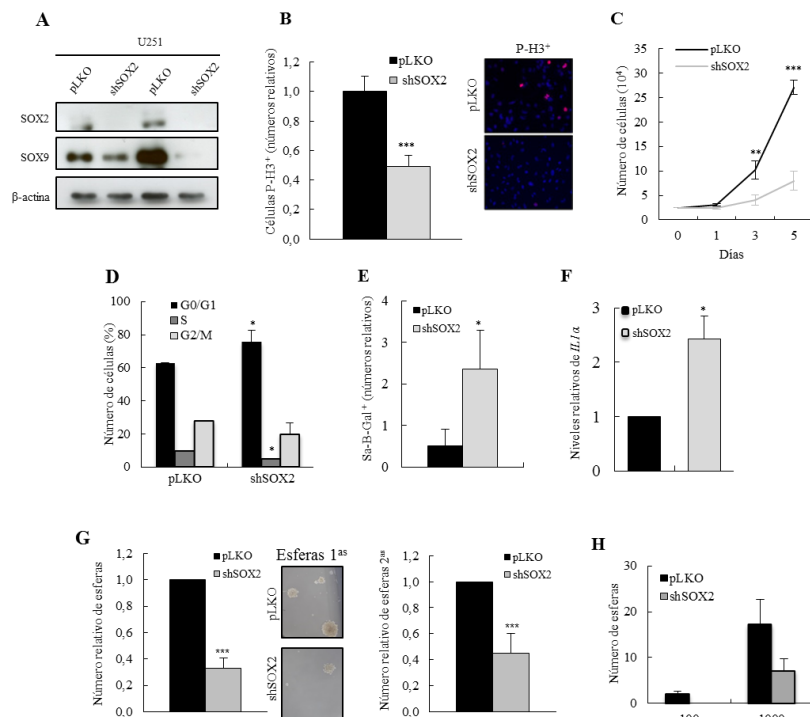 A
U251
pLKO
shSOX2
pLKO
shSOX2
SOX2
SOX9
β-actina
B
Células P-H3⁺ (números relativos)
1,2
1,0
0,8
0,6
0,4
0,2
0,0
pLKO
shSOX2
***
P-H3⁺
pLKO
shSOX2
C
Número de células (10⁴)
35
30
25
20
15
10
5
0
pLKO
shSOX2
**
***
0 1 3 5
Días
D
Número de células (%)
100
80
60
40
20
0
G0/G1
S
G2/M
*
*
pLKO shSOX2
E
Sa-B-Gal⁺ (números relativos)
4
3
2
1
0
pLKO
shSOX2
*
F
Niveles relativos de IL1α
3
2
1
0
pLKO
shSOX2
*
G
Número relativo de esferas
1,2
1,0
0,8
0,6
0,4
0,2
0,0
pLKO
shSOX2
***
Esferas 1ᵃˢ
pLKO
shSOX2
Número relativo de esferas 2ᵃˢ
1,2
1,0
0,8
0,6
0,4
0,2
0,0
pLKO
shSOX2
***
H
Número de esferas
30
20
10
0
pLKO
shSOX2